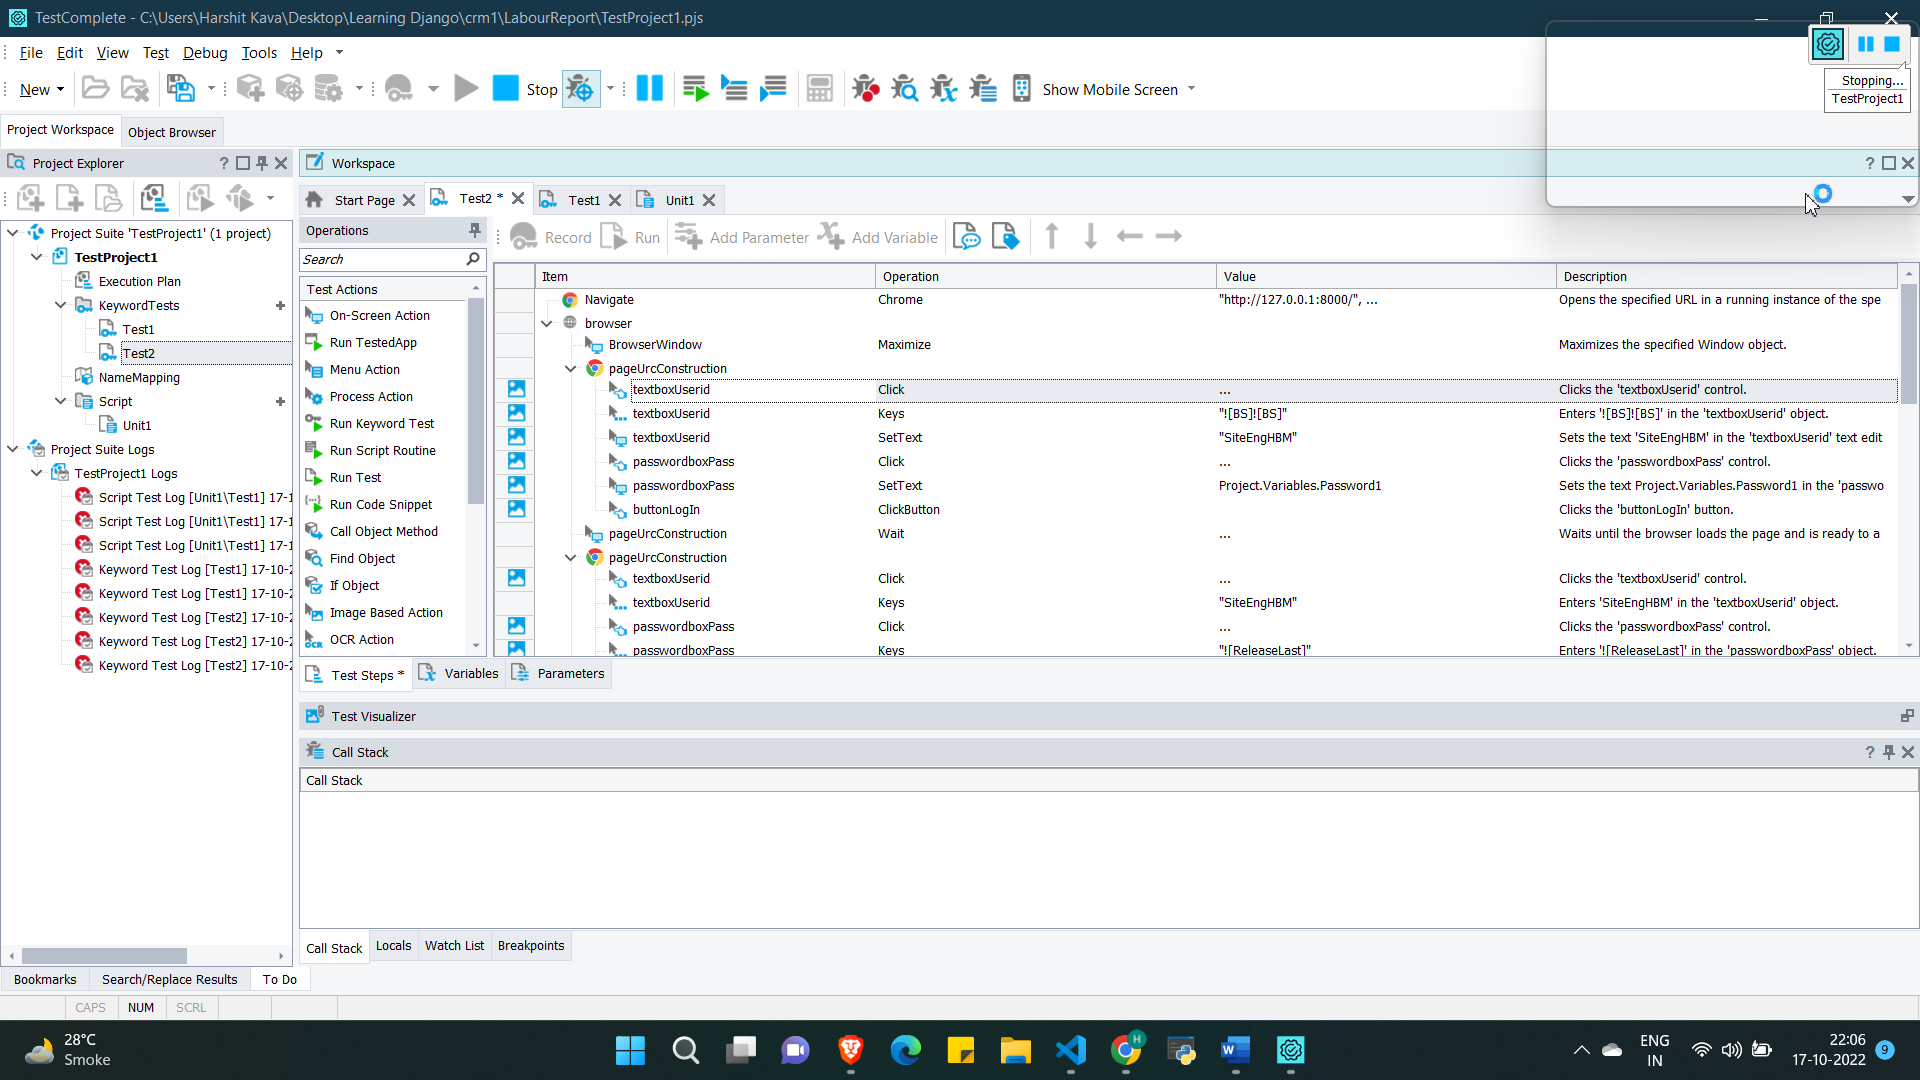 TestComplete - C:\Users\Harshit Kava\Desktop\Learning Django\crm1\LabourReport\TestProject1.pjs
File Edit View Test Debug Tools Help
New Stop Show Mobile Screen
Stopping...
TestProject1
Project Workspace Object Browser
Project Explorer ?
Workspace ?
Start Page Test2 * Test1 Unit1
Operations
Record Run Add Parameter Add Variable
Search
Project Suite 'TestProject1' (1 project)
TestProject1
Execution Plan
KeywordTests
Test1
Test2
NameMapping
Script
Unit1
Project Suite Logs
TestProject1 Logs
Script Test Log [Unit1\Test1] 17-1
Script Test Log [Unit1\Test1] 17-1
Script Test Log [Unit1\Test1] 17-1
Keyword Test Log [Test1] 17-10-2
Keyword Test Log [Test1] 17-10-2
Keyword Test Log [Test2] 17-10-2
Keyword Test Log [Test2] 17-10-2
Keyword Test Log [Test2] 17-10-2
Test Actions
On-Screen Action
Run TestedApp
Menu Action
Process Action
Run Keyword Test
Run Script Routine
Run Test
Run Code Snippet
Call Object Method
Find Object
If Object
Image Based Action
OCR Action
Item Operation Value Description
Navigate Chrome "http://127.0.0.1:8000/", ... Opens the specified URL in a running instance of the spe
browser
BrowserWindow Maximize Maximizes the specified Window object.
pageUrcConstruction
textboxUserid Click ... Clicks the 'textboxUserid' control.
textboxUserid Keys "![BS]![BS]" Enters '![BS]![BS]' in the 'textboxUserid' object.
textboxUserid SetText "SiteEngHBM" Sets the text 'SiteEngHBM' in the 'textboxUserid' text edit
passwordboxPass Click ... Clicks the 'passwordboxPass' control.
passwordboxPass SetText Project.Variables.Password1 Sets the text Project.Variables.Password1 in the 'passwo
buttonLogIn ClickButton Clicks the 'buttonLogIn' button.
pageUrcConstruction Wait ... Waits until the browser loads the page and is ready to a
pageUrcConstruction
textboxUserid Click ... Clicks the 'textboxUserid' control.
textboxUserid Keys "SiteEngHBM" Enters 'SiteEngHBM' in the 'textboxUserid' object.
passwordboxPass Click ... Clicks the 'passwordboxPass' control.
passwordboxPass Keys "![ReleaseLast]" Enters '![ReleaseLast]' in the 'passwordboxPass' object.
Test Steps * Variables Parameters
Test Visualizer
Call Stack ?
Call Stack
Call Stack Locals Watch List Breakpoints
Bookmarks Search/Replace Results To Do
CAPS NUM SCRL
28°C
Smoke
H
ENG
IN
22:06
17-10-2022
9